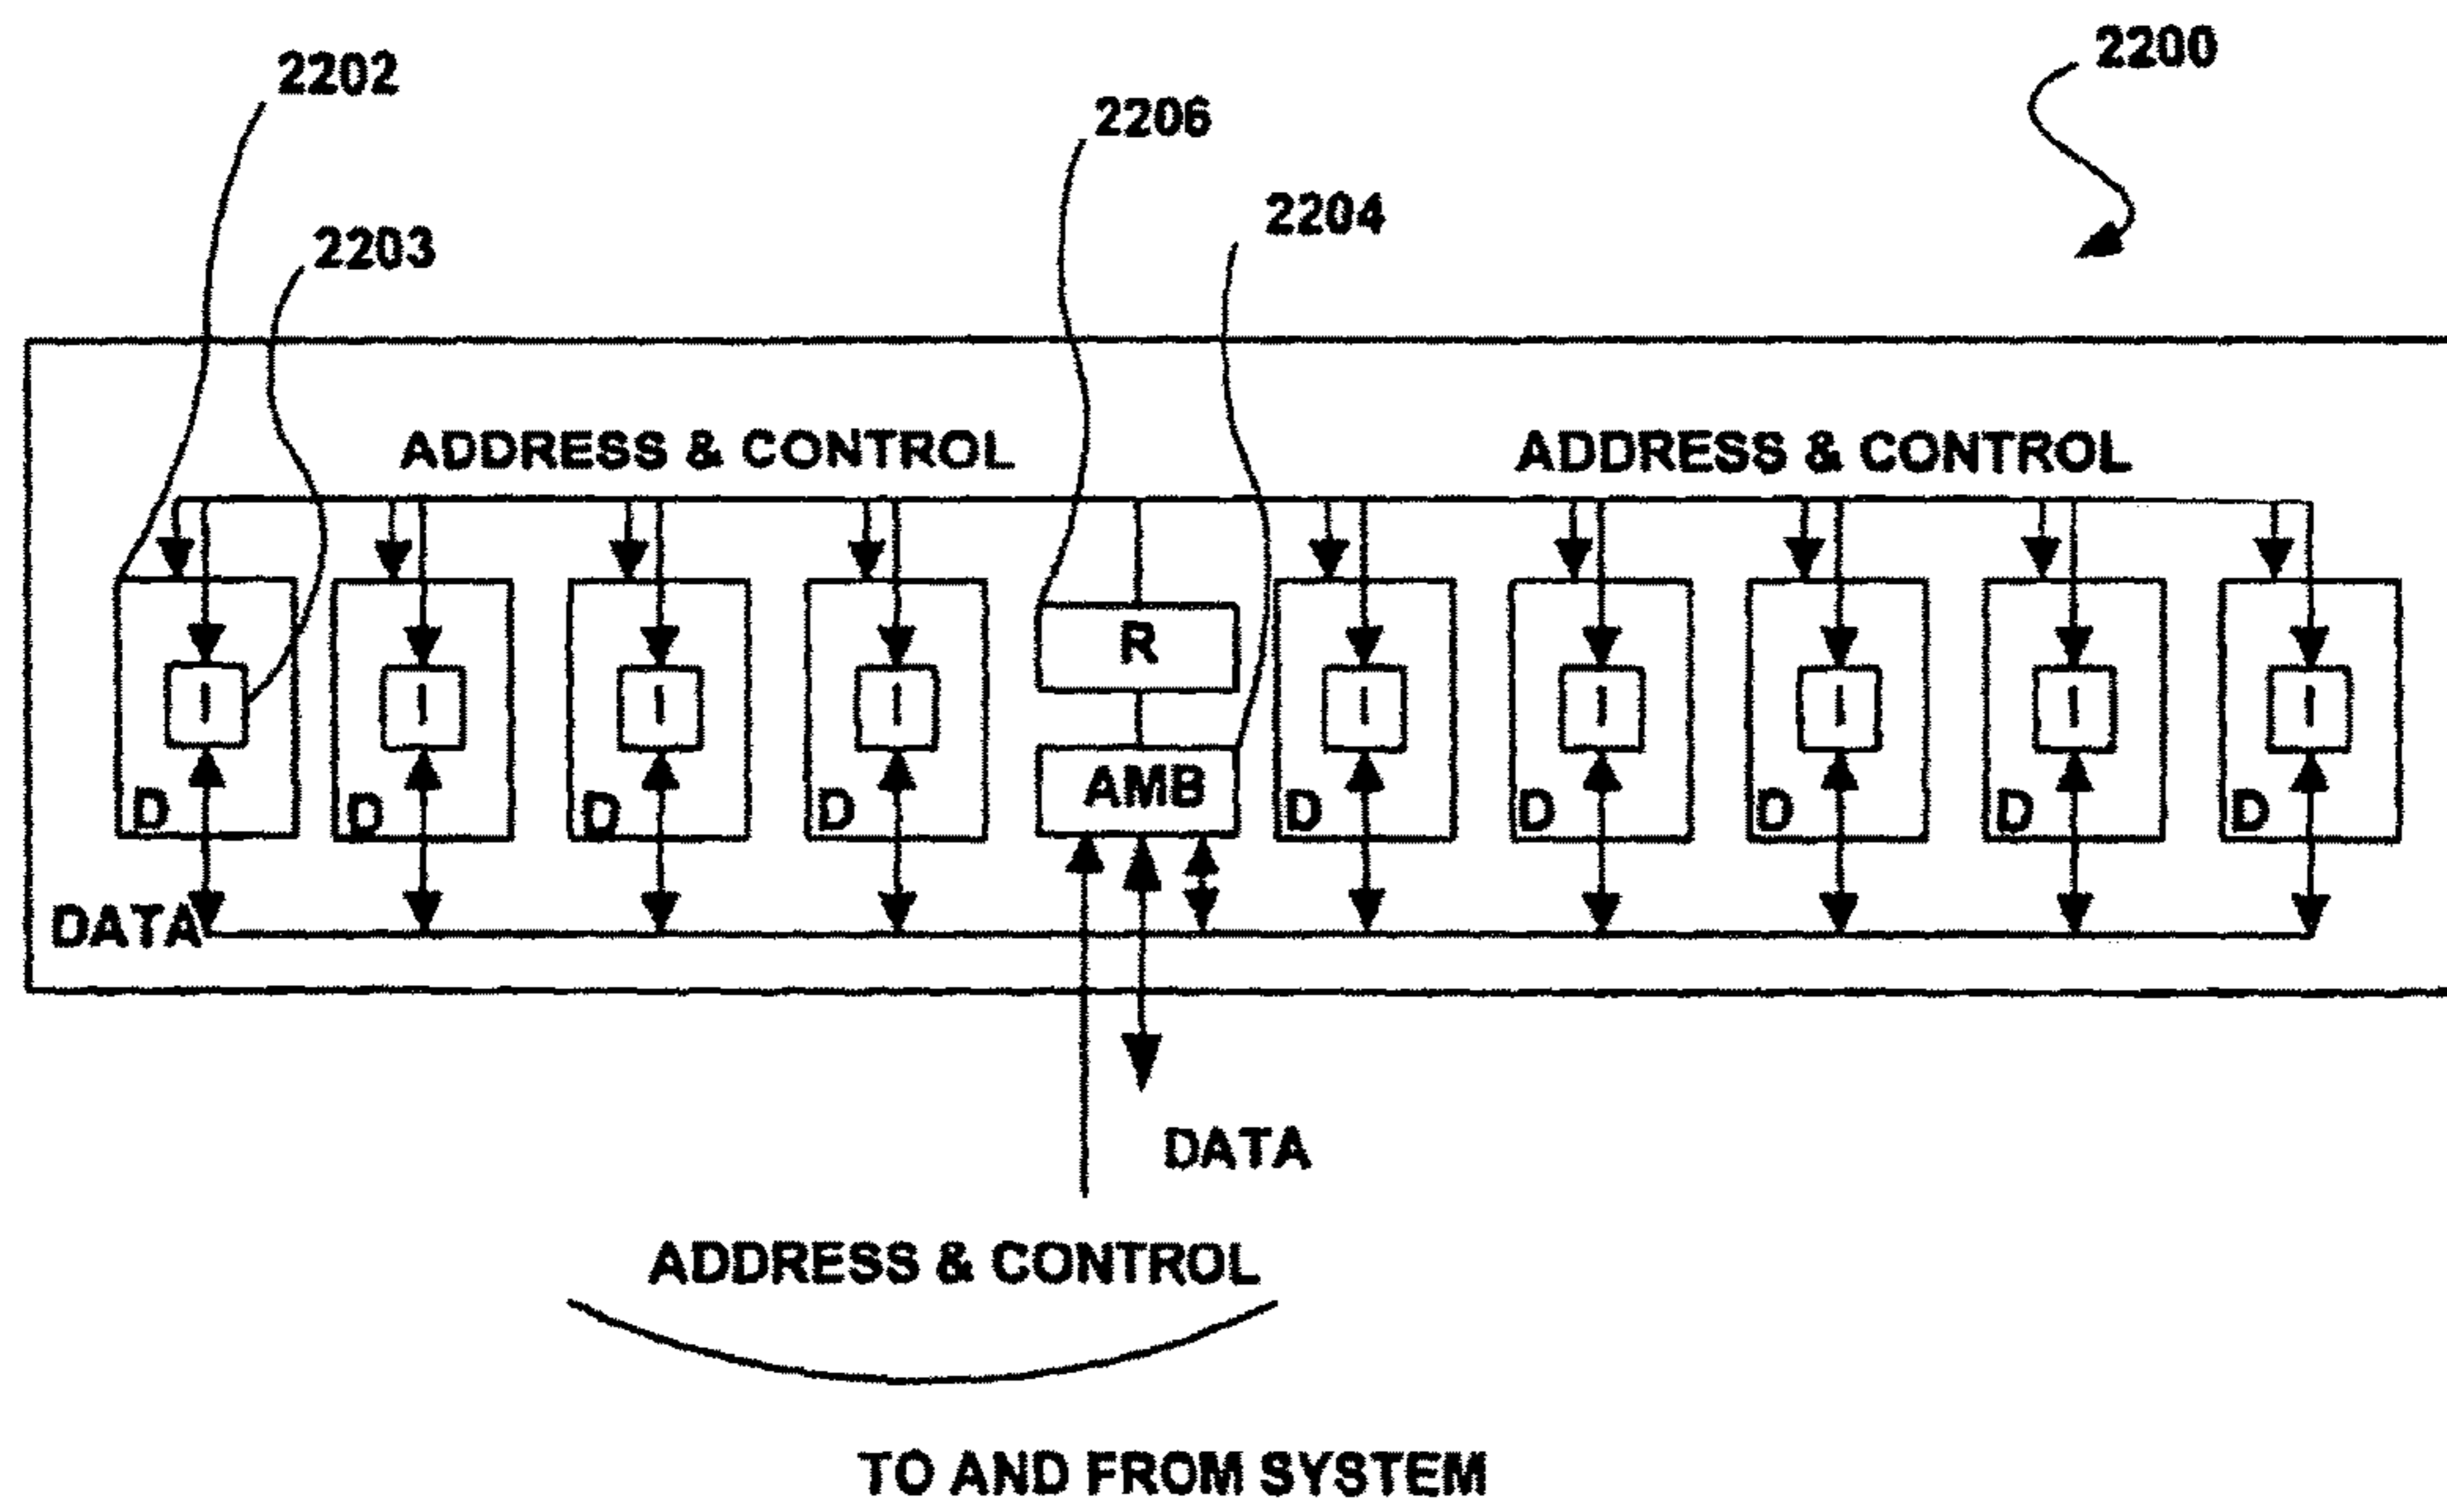 2200
2202
2206
2204
2203
ADDRESS & CONTROL ADDRESS & CONTROL
R
I I I I I I I I I
AMB
D D D D D D D D D
DATA
DATA
ADDRESS & CONTROL
TO AND FROM SYSTEM